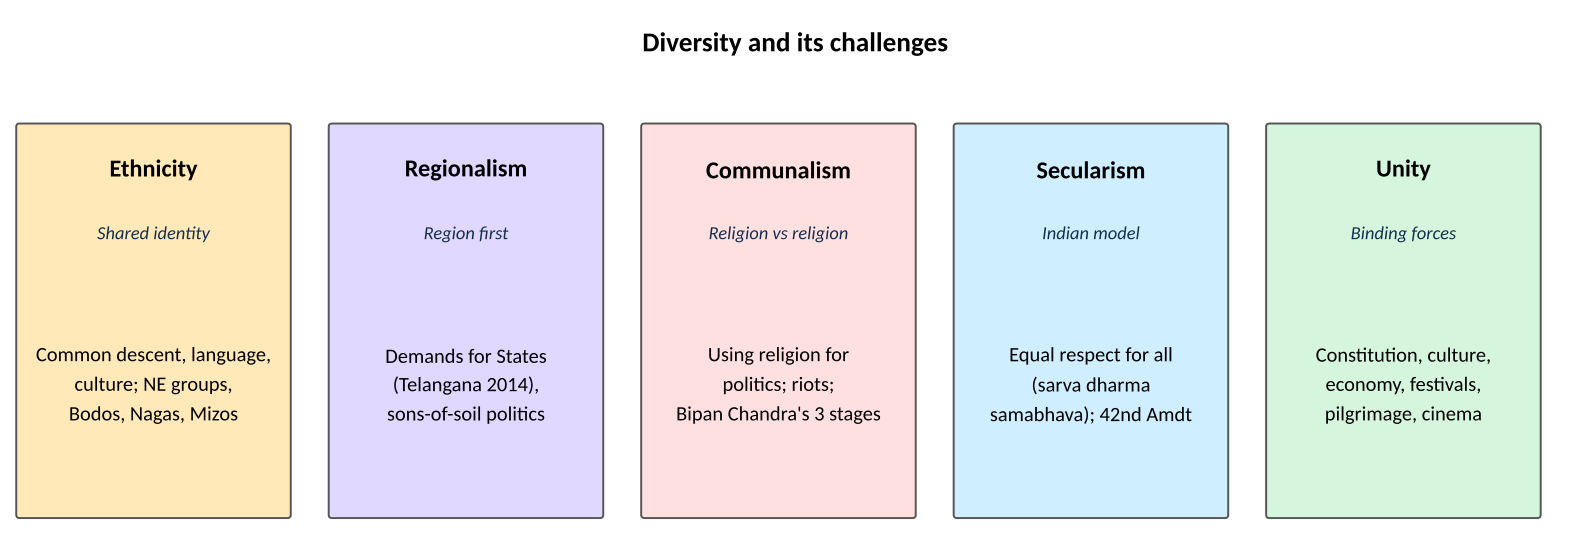 Diversity and its challenges
Ethnicity
Shared identity
Common descent, language,
culture; NE groups,
Bodos, Nagas, Mizos
Regionalism
Region first
Demands for States
(Telangana 2014),
sons-of-soil politics
Communalism
Religion vs religion
Using religion for
politics; riots;
Bipan Chandra's 3 stages
Secularism
Indian model
Equal respect for all
(sarva dharma
samabhava); 42nd Amdt
Unity
Binding forces
Constitution, culture,
economy, festivals,
pilgrimage, cinema